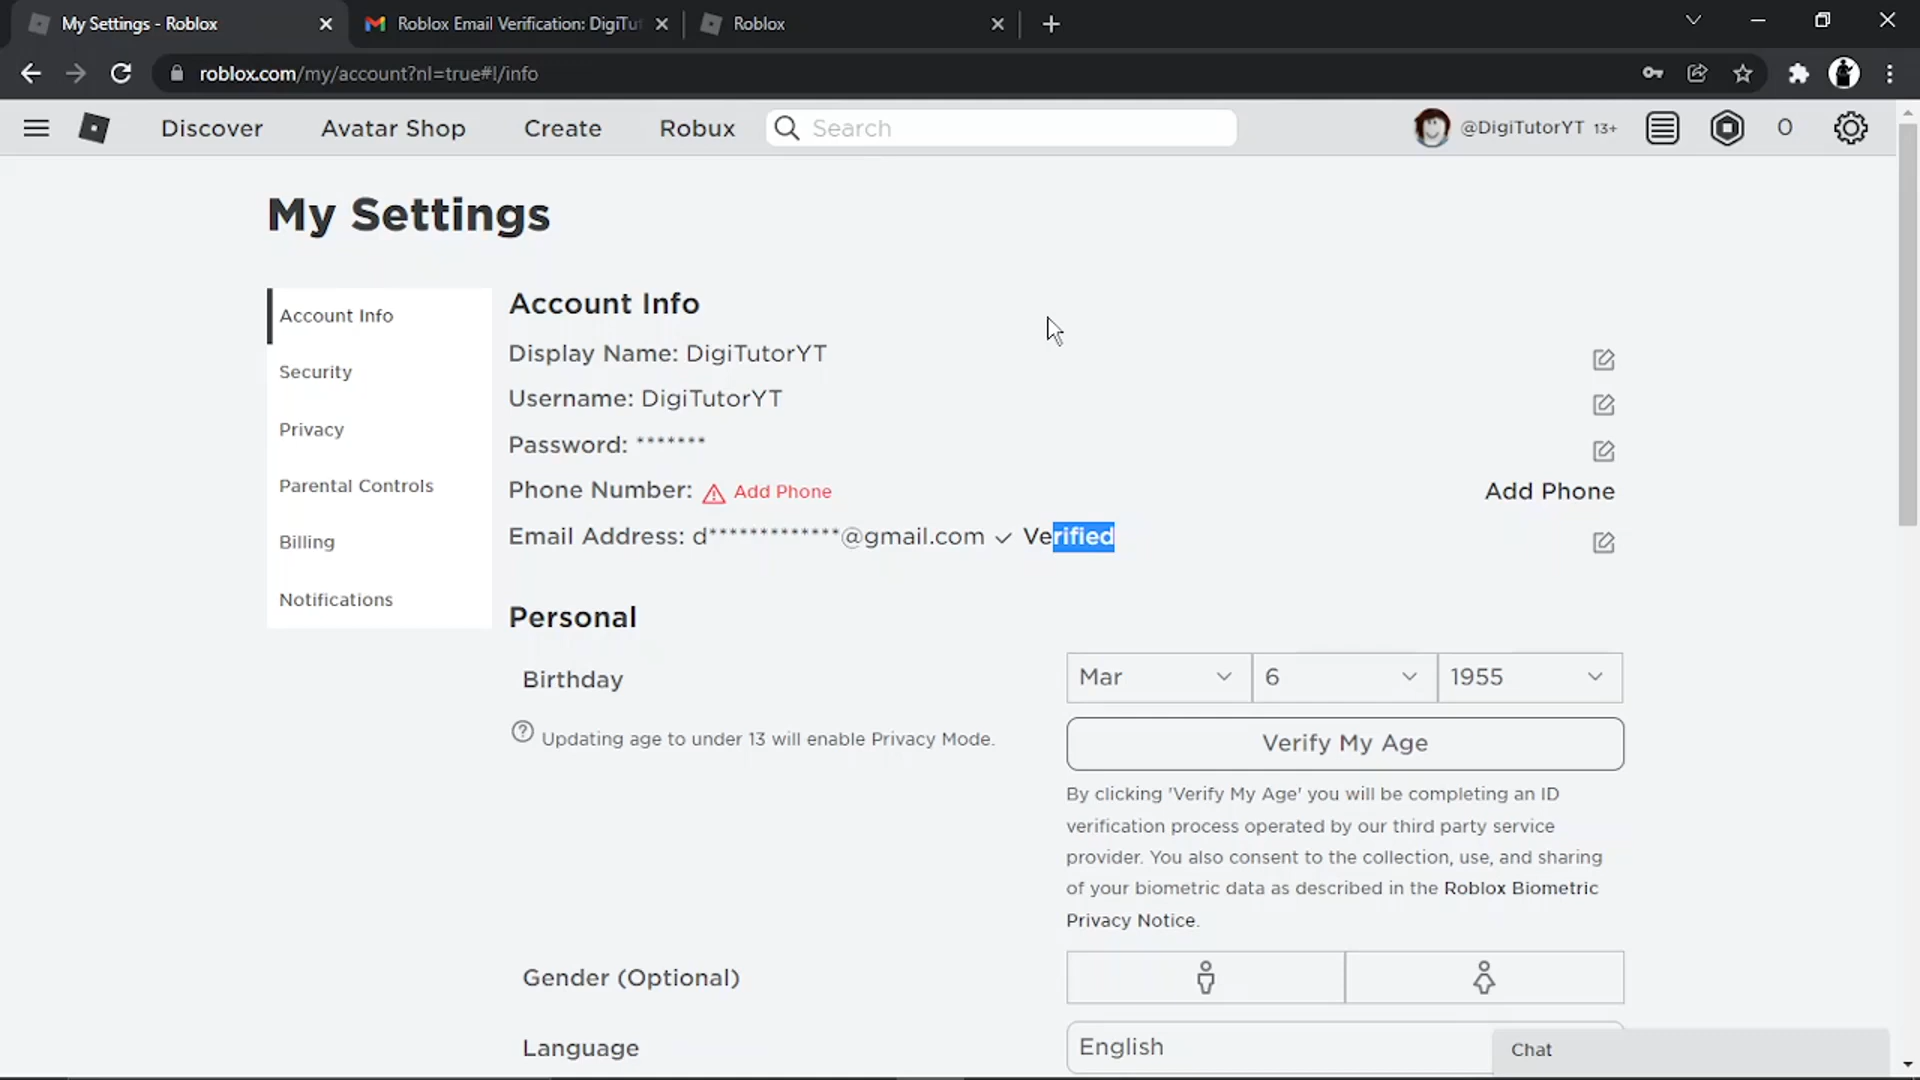 My Settings - Roblox
Roblox Email Verification: DigiTu
Roblox
roblox.com/my/account?nl=true#!/info
Discover
Avatar Shop
Create
Robux
Search
@DigiTutorYT 13+
0
My Settings
Account Info
Security
Privacy
Parental Controls
Billing
Notifications
Account Info
Display Name: DigiTutorYT
Username: DigiTutorYT
Password: *******
Phone Number: Add Phone
Add Phone
Email Address: d*************@gmail.com ✓ Verified
Personal
Birthday
Mar
6
1955
Updating age to under 13 will enable Privacy Mode.
Verify My Age
By clicking 'Verify My Age' you will be completing an ID
verification process operated by our third party service
provider. You also consent to the collection, use, and sharing
of your biometric data as described in the Roblox Biometric
Privacy Notice.
Gender (Optional)
Language
English
Chat